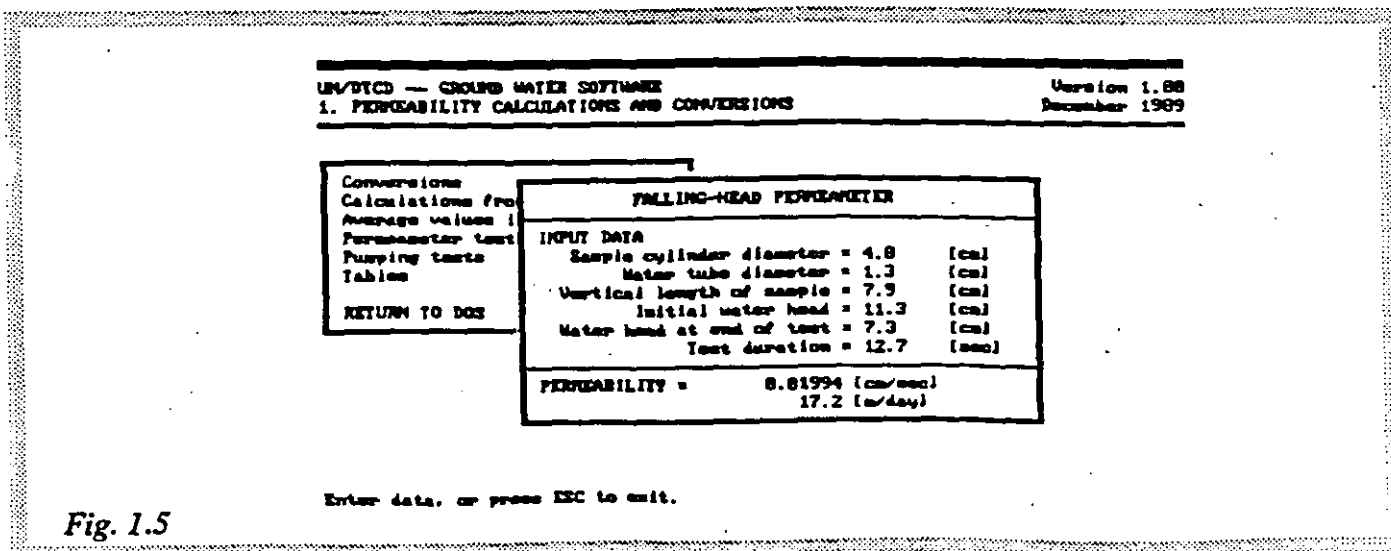 UN/DTCD — GROUND WATER SOFTWARE
Version 1.00
1. PERMEABILITY CALCULATIONS AND CONVERSIONS
December 1989
Conversions
Calculations fro
Average values i
Permeameter test
Pumping tests
Tables
RETURN TO DOS
FALLING-HEAD PERMEAMETER
INPUT DATA
Sample cylinder diameter = 4.8 [cm]
Water tube diameter = 1.3 [cm]
Vertical length of sample = 7.9 [cm]
Initial water head = 11.3 [cm]
Water head at end of test = 7.3 [cm]
Test duration = 12.7 [sec]
PERMEABILITY = 0.01994 [cm/sec]
17.2 [m/day]
Enter data, or press ESC to exit.
Fig. 1.5